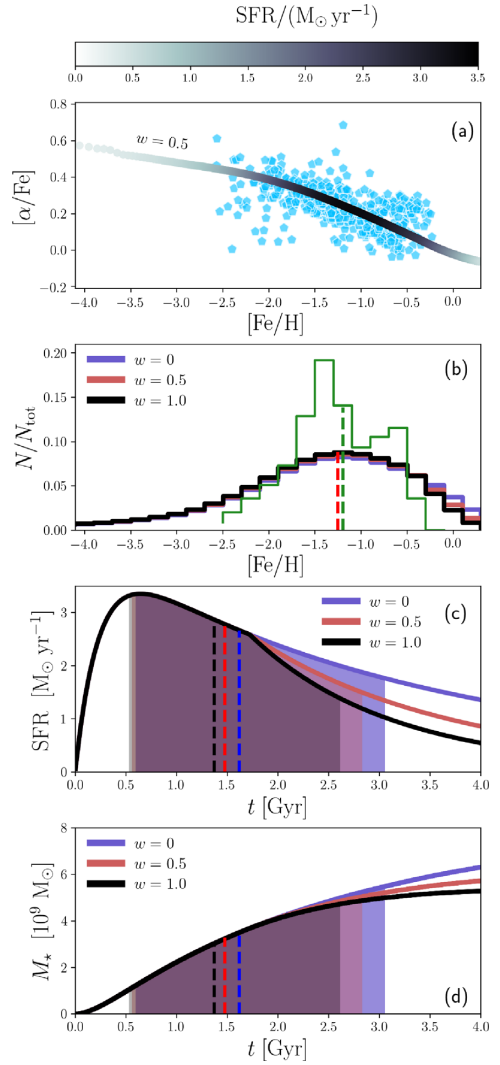 SFR/(M⊙ yr⁻¹)
0.0 0.5 1.0 1.5 2.0 2.5 3.0 3.5
0.8
0.6
0.4
0.2
0.0
−0.2
[α/Fe]
w = 0.5
(a)
−4.0 −3.5 −3.0 −2.5 −2.0 −1.5 −1.0 −0.5 0.0
[Fe/H]
0.20
0.15
0.10
0.05
0.00
N/Ntot
w = 0
w = 0.5
w = 1.0
(b)
−4.0 −3.5 −3.0 −2.5 −2.0 −1.5 −1.0 −0.5 0.0
[Fe/H]
3
2
1
0
SFR [M⊙ yr⁻¹]
w = 0
w = 0.5
w = 1.0
(c)
0.0 0.5 1.0 1.5 2.0 2.5 3.0 3.5 4.0
t [Gyr]
8
6
4
2
0
M⋆ [10⁹ M⊙]
w = 0
w = 0.5
w = 1.0
(d)
0.0 0.5 1.0 1.5 2.0 2.5 3.0 3.5 4.0
t [Gyr]